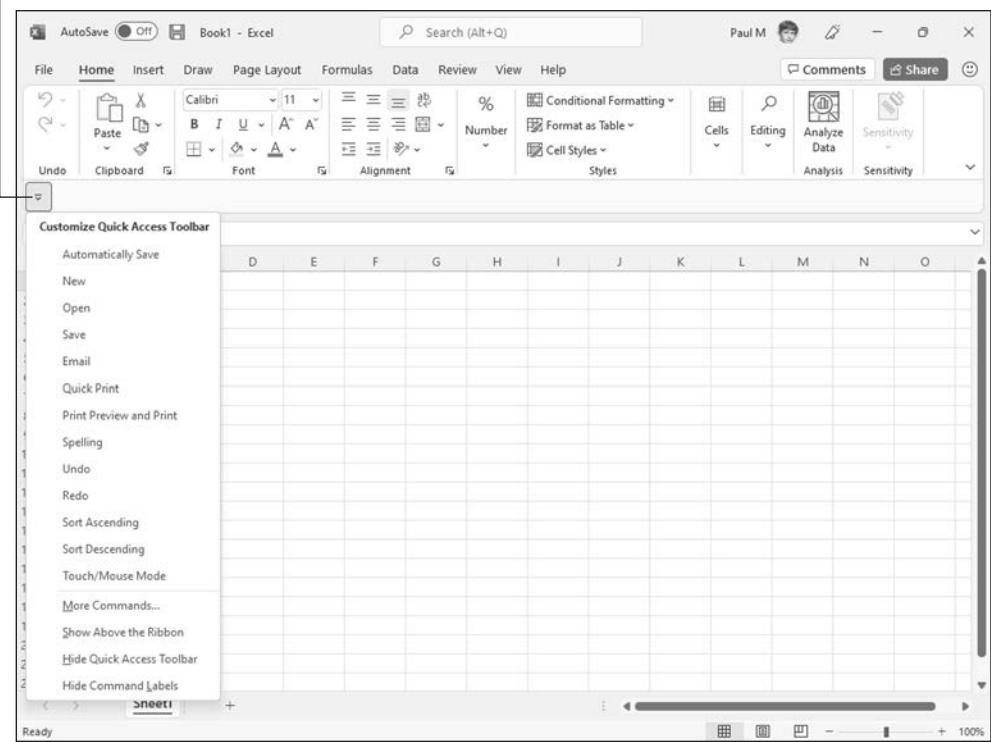 AutoSave Off Book1 - Excel Search (Alt+Q) Paul M
File Home Insert Draw Page Layout Formulas Data Review View Help Comments Share
Calibri 11 ab Conditional Formatting
Paste B I U A A % Number Format as Table Cells Editing Analyze Data Sensitivity
A Cell Styles
Undo Clipboard Font Alignment Styles Analysis Sensitivity
Customize Quick Access Toolbar
Automatically Save
D E F G H I J K L M N O
New
Open
Save
Email
Quick Print
Print Preview and Print
Spelling
Undo
Redo
Sort Ascending
Sort Descending
Touch/Mouse Mode
More Commands...
Show Above the Ribbon
Hide Quick Access Toolbar
Hide Command Labels
Sheet1
Ready 100%